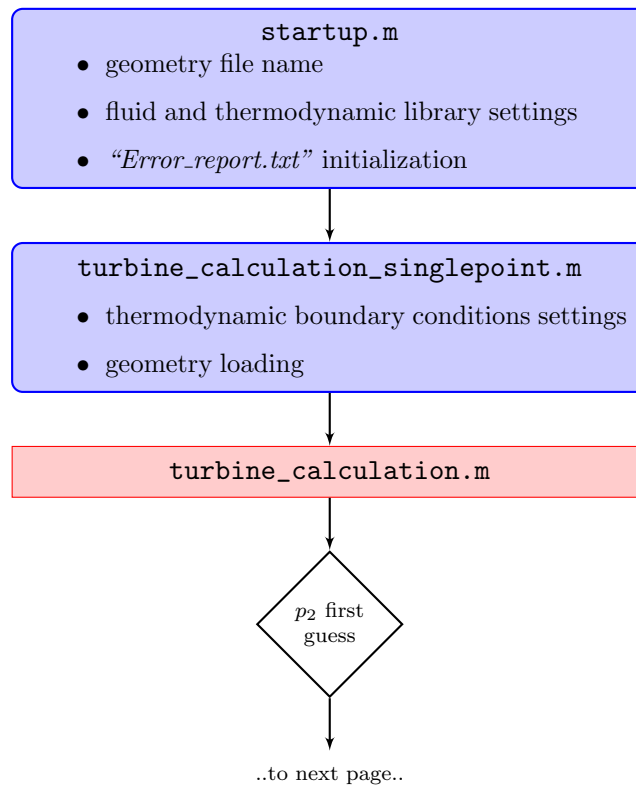 startup.m
• geometry file name
• fluid and thermodynamic library settings
• “Error_report.txt” initialization
turbine_calculation_singlepoint.m
• thermodynamic boundary conditions settings
• geometry loading
turbine_calculation.m
p₂ first
guess
..to next page..